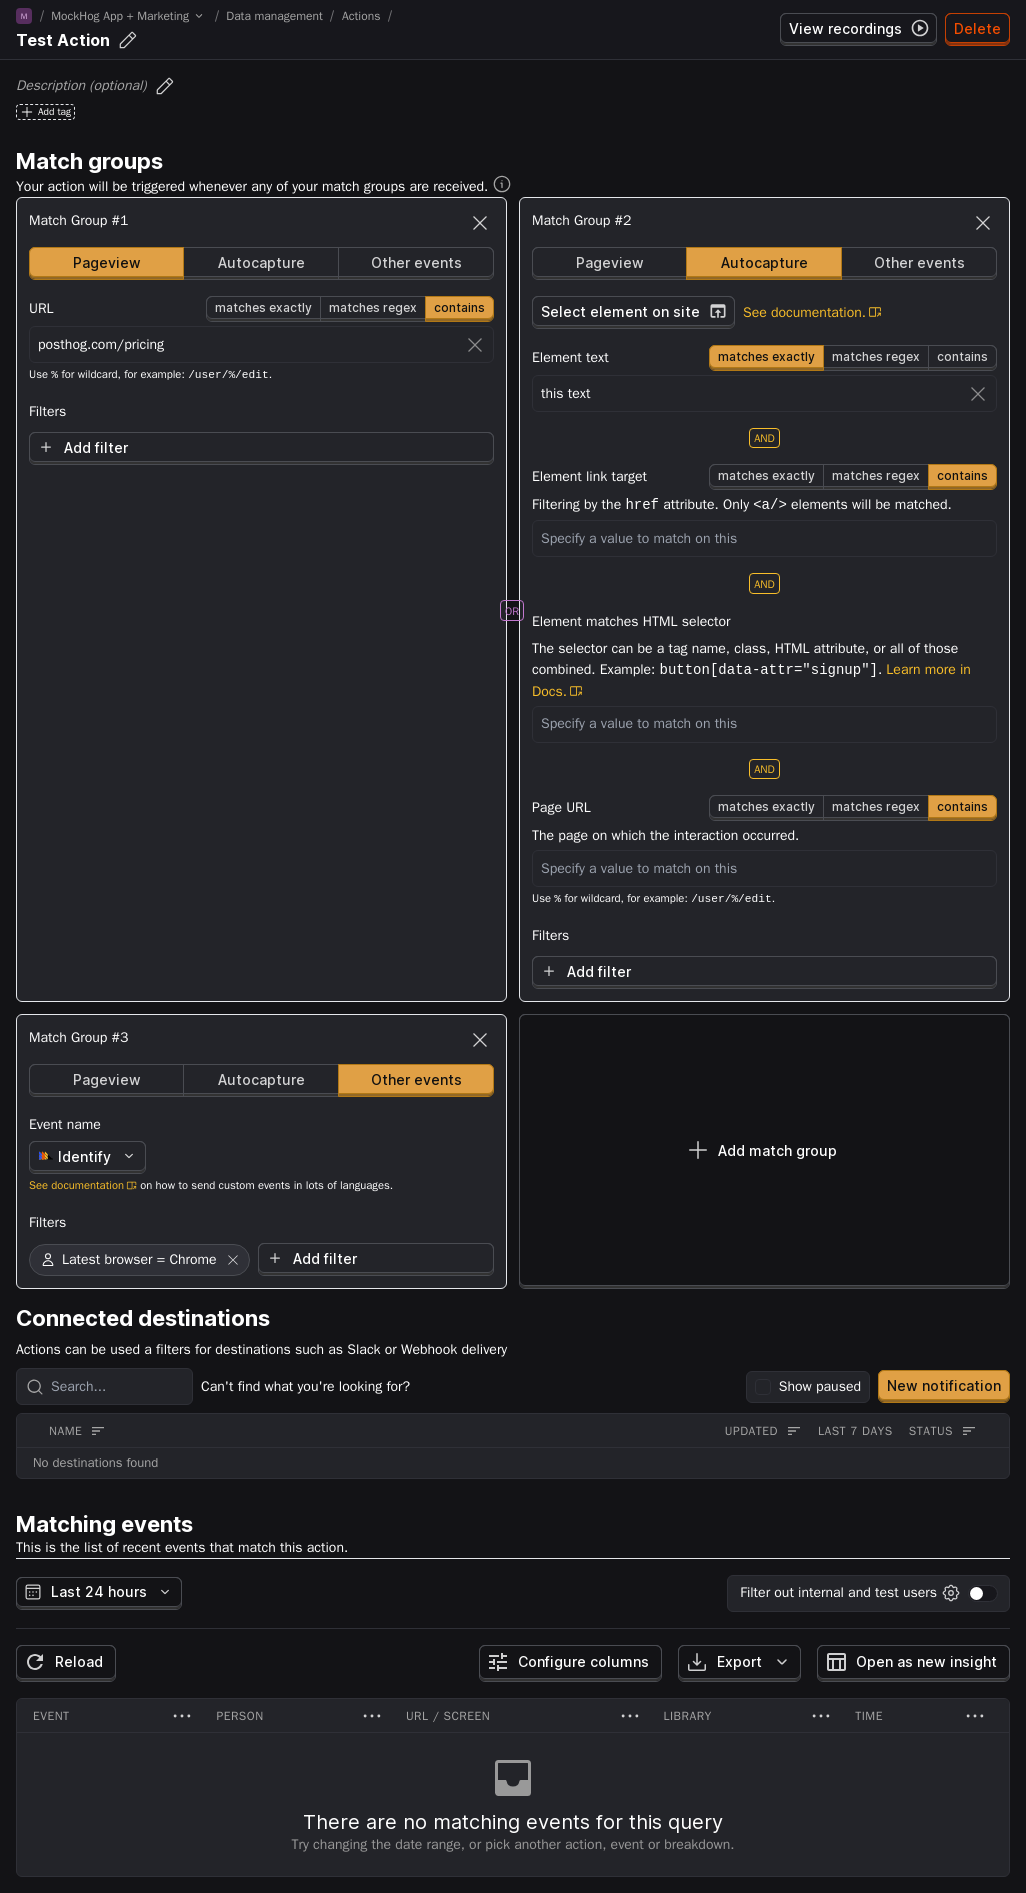 M / MockHog App + Marketing / Data management / Actions /
Test Action
View recordings
Delete
Description (optional)
Add tag
Match groups
Your action will be triggered whenever any of your match groups are received.
Match Group #1
Pageview Autocapture Other events
URL matches exactly matches regex contains
posthog.com/pricing
Use % for wildcard, for example: /user/%/edit.
Filters
Add filter
OR
Match Group #2
Pageview Autocapture Other events
Select element on site See documentation.
Element text matches exactly matches regex contains
this text
AND
Element link target matches exactly matches regex contains
Filtering by the href attribute. Only <a/> elements will be matched.
Specify a value to match on this
AND
Element matches HTML selector
The selector can be a tag name, class, HTML attribute, or all of those
combined. Example: button[data-attr="signup"]. Learn more in
Docs.
Specify a value to match on this
AND
Page URL matches exactly matches regex contains
The page on which the interaction occurred.
Specify a value to match on this
Use % for wildcard, for example: /user/%/edit.
Filters
Add filter
Match Group #3
Pageview Autocapture Other events
Event name
Identify
See documentation on how to send custom events in lots of languages.
Filters
Latest browser = Chrome Add filter
Add match group
Connected destinations
Actions can be used a filters for destinations such as Slack or Webhook delivery
Search... Can't find what you're looking for? Show paused New notification
NAME UPDATED LAST 7 DAYS STATUS
No destinations found
Matching events
This is the list of recent events that match this action.
Last 24 hours Filter out internal and test users
Reload Configure columns Export Open as new insight
EVENT PERSON URL / SCREEN LIBRARY TIME
There are no matching events for this query
Try changing the date range, or pick another action, event or breakdown.